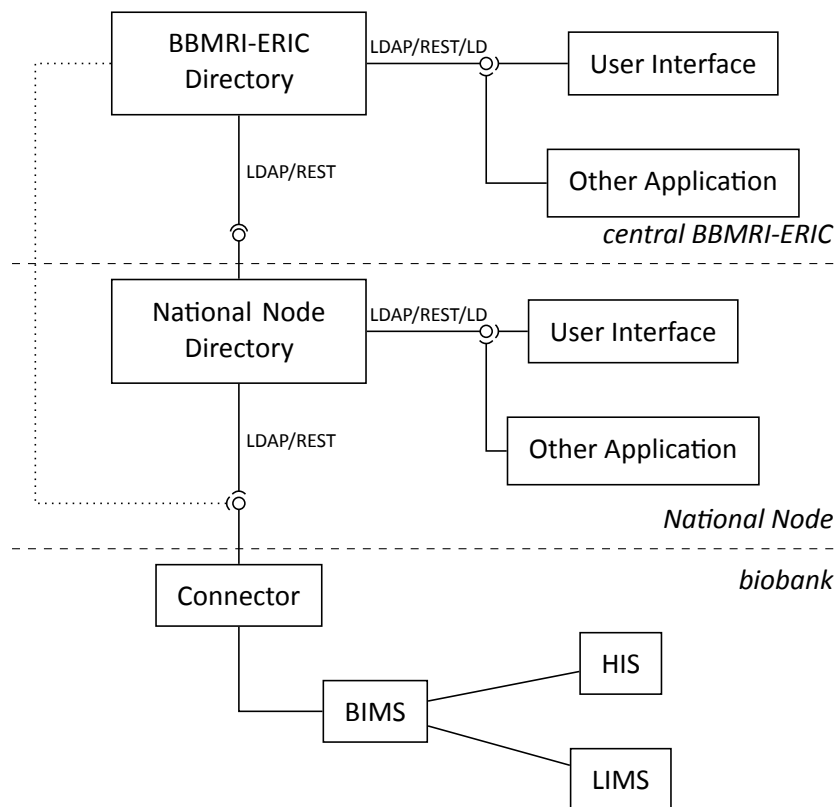 BBMRI-ERIC
Directory
LDAP/REST/LD
User Interface
LDAP/REST
Other Application
central BBMRI-ERIC
National Node
Directory
LDAP/REST/LD
User Interface
LDAP/REST
Other Application
National Node
biobank
Connector
HIS
BIMS
LIMS